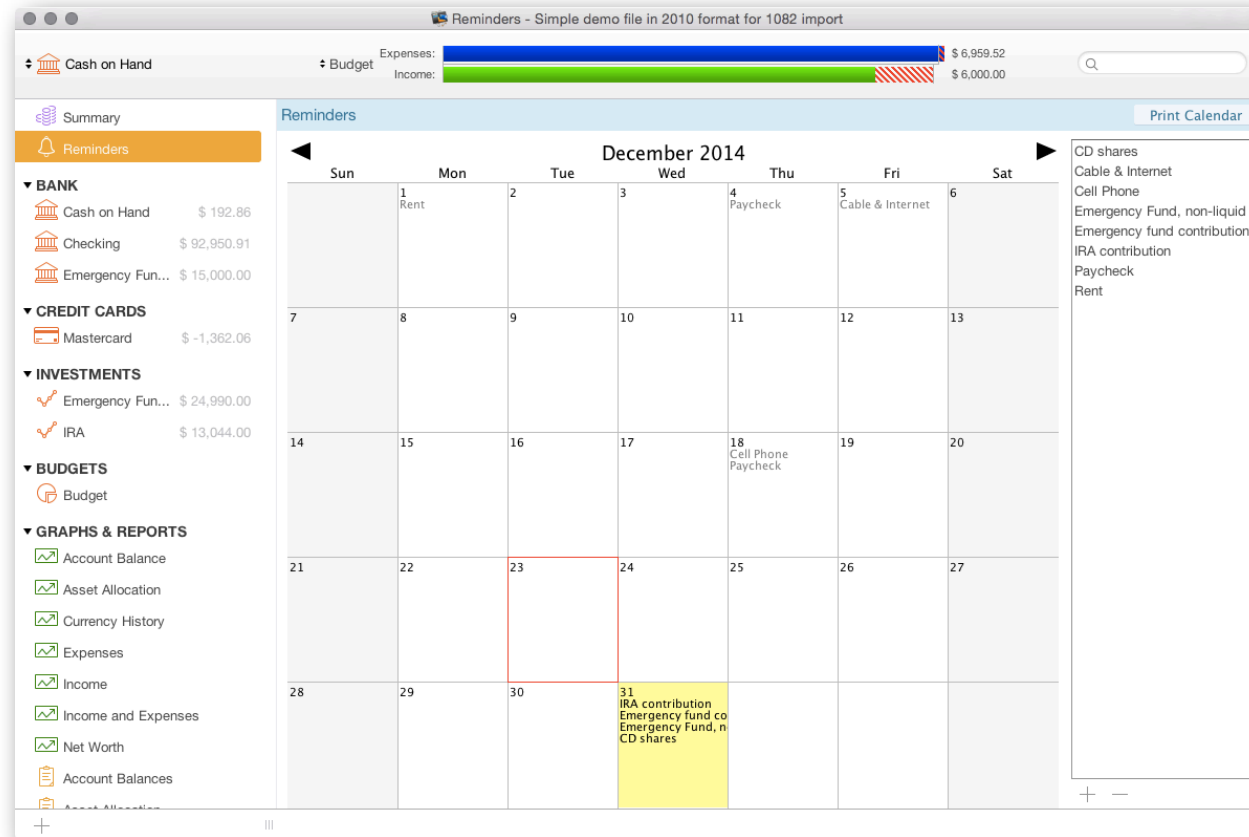 Reminders - Simple demo file in 2010 format for 1082 import
Cash on Hand
Budget
Expenses:
$ 6,959.52
Income:
$ 6,000.00
Summary
Reminders
BANK
Cash on Hand $ 192.86
Checking $ 92,950.91
Emergency Fun... $ 15,000.00
CREDIT CARDS
Mastercard $ -1,362.06
INVESTMENTS
Emergency Fun... $ 24,990.00
IRA $ 13,044.00
BUDGETS
Budget
GRAPHS & REPORTS
Account Balance
Asset Allocation
Currency History
Expenses
Income
Income and Expenses
Net Worth
Account Balances
Asset Allocation
Reminders
Print Calendar
December 2014
Sun Mon Tue Wed Thu Fri Sat
1 2 3 4 5 6
Rent Paycheck Cable & Internet
7 8 9 10 11 12 13
14 15 16 17 18 19 20
Cell Phone
Paycheck
21 22 23 24 25 26 27
28 29 30 31
IRA contribution
Emergency fund co
Emergency Fund, n
CD shares
CD shares
Cable & Internet
Cell Phone
Emergency Fund, non-liquid
Emergency fund contribution
IRA contribution
Paycheck
Rent